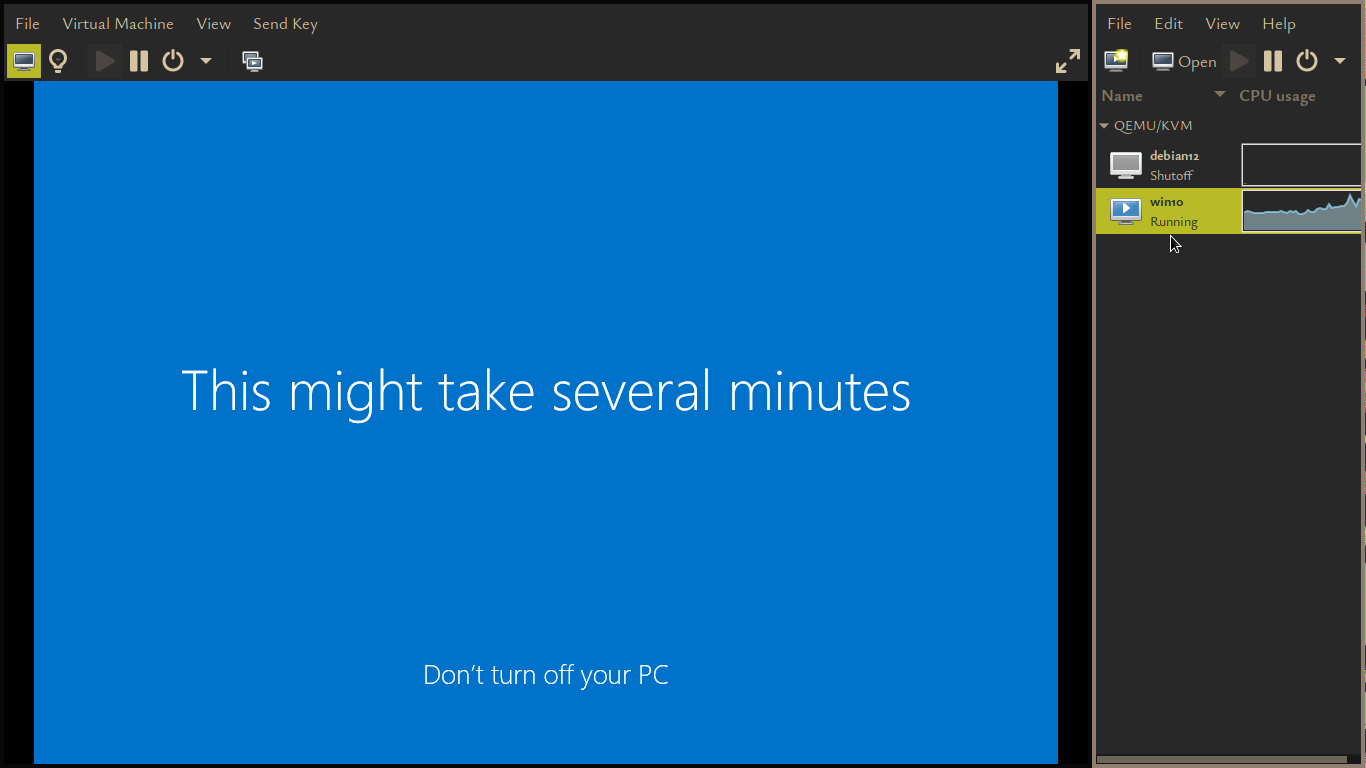 File Virtual Machine View Send Key
This might take several minutes
Don't turn off your PC
File Edit View Help
Open
Name CPU usage
QEMU/KVM
debian12
Shutoff
win10
Running